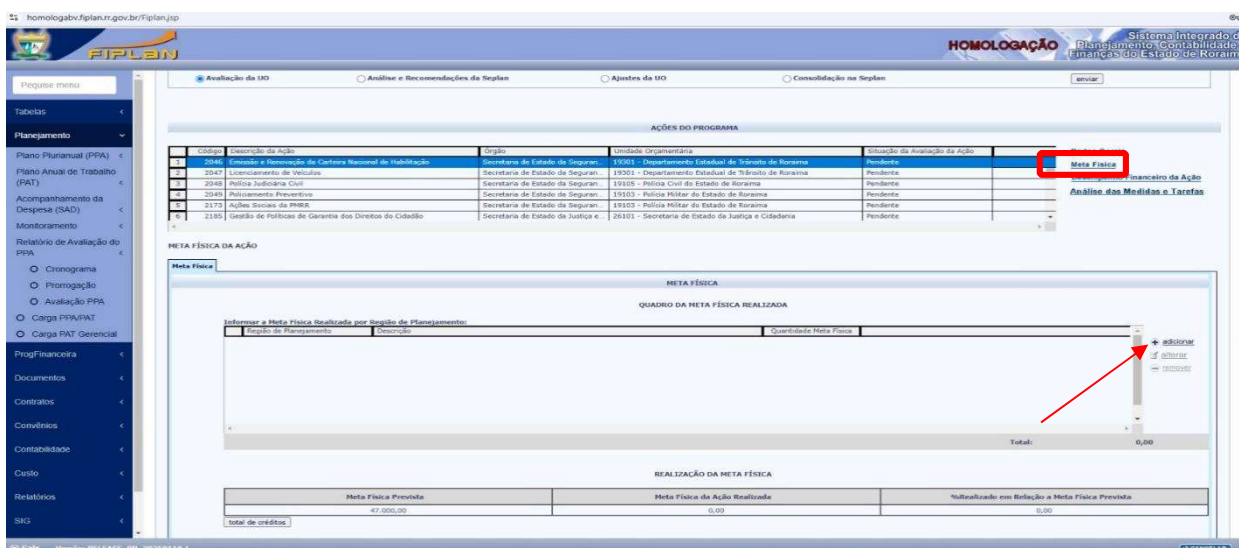 homologabv.fiplan.rr.gov.br/Fiplan.jsp
FIPLAN
HOMOLOGAÇÃO
Sistema Integrado d
Planejamento, Contabilidade
Finanças do Estado de Roraim
Pequise menu
Tabelas
Planejamento
Plano Plurianual (PPA)
Plano Anual de Trabalho
(PAT)
Acompanhamento da
Despesa (SAD)
Monitoramento
Relatório de Avaliação do
PPA
Cronograma
Prorrogação
Avaliação PPA
Carga PPA/PAT
Carga PAT Gerencial
ProgFinanceira
Documentos
Contratos
Convênios
Contabilidade
Custo
Relatórios
SIG
Avaliação da UO Análise e Recomendações da Seplan Ajustes da UO Consolidação na Seplan enviar
AÇÕES DO PROGRAMA
Código Descrição da Ação Órgão Unidade Orçamentária Situação da Avaliação da Ação
1 2046 Emissão e Renovação da Carteira Nacional de Habilitação Secretaria de Estado da Seguran... 19301 - Departamento Estadual de Trânsito de Roraima Pendente
2 2047 Licenciamento de Veículos Secretaria de Estado da Seguran... 19301 - Departamento Estadual de Trânsito de Roraima Pendente
3 2048 Polícia Judiciária Civil Secretaria de Estado da Seguran... 19105 - Polícia Civil do Estado de Roraima Pendente
4 2049 Policiamento Preventivo Secretaria de Estado da Seguran... 19103 - Polícia Militar do Estado de Roraima Pendente
5 2173 Ações Sociais da PMRR Secretaria de Estado da Seguran... 19103 - Polícia Militar do Estado de Roraima Pendente
6 2185 Gestão de Políticas de Garantia dos Direitos do Cidadão Secretaria de Estado da Justiça e... 26101 - Secretaria de Estado da Justiça e Cidadania Pendente
Meta Física
Financeiro da Ação
Análise das Medidas e Tarefas
META FÍSICA DA AÇÃO
Meta Física
META FÍSICA
QUADRO DA META FÍSICA REALIZADA
Informar a Meta Física Realizada por Região de Planejamento:
Região de Planejamento Descrição Quantidade Meta Física
adicionar
alterar
remover
Total: 0,00
REALIZAÇÃO DA META FÍSICA
Meta Física Prevista Meta Física da Ação Realizada %Realizado em Relação a Meta Física Prevista
47.000,00 0,00 0,00
total de créditos